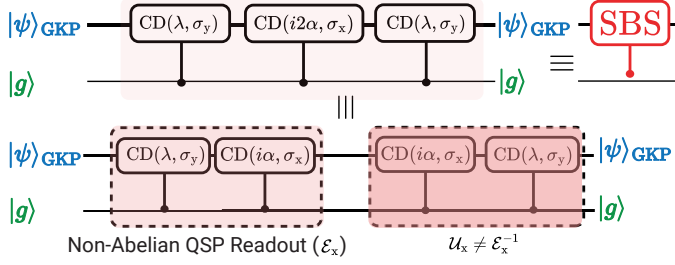 |ψ⟩GKP CD(λ, σy) CD(i2α, σx) CD(λ, σy) |ψ⟩GKP ≡ SBS
|g⟩ |g⟩
≡
|ψ⟩GKP CD(λ, σy) CD(iα, σx) CD(iα, σx) CD(λ, σy) |ψ⟩GKP
|g⟩ |g⟩
Non-Abelian QSP Readout (ℰx) 𝒰x ≠ ℰx⁻¹